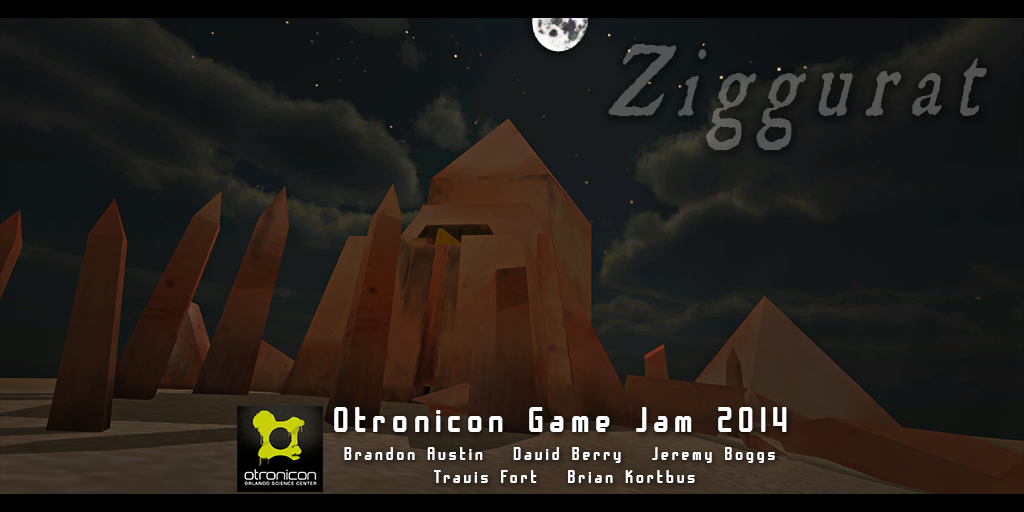 Ziggurat
Otronicon Game Jam 2014
Brandon Austin David Berry Jeremy Boggs
Travis Fort Brian Kortbus
otronicon
ORLANDO SCIENCE CENTER